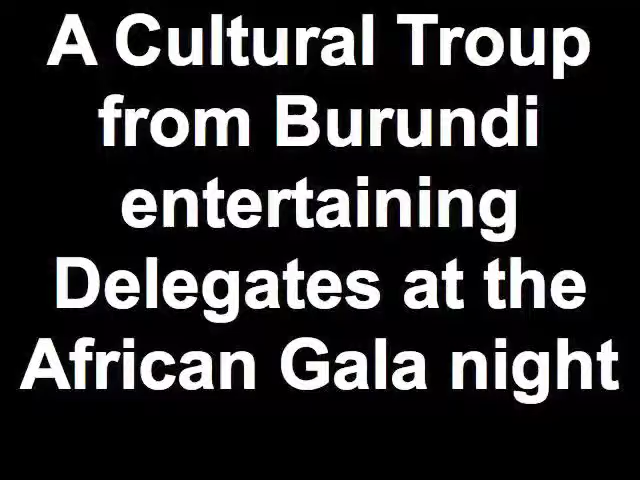 A Cultural Troup
from Burundi
entertaining
Delegates at the
African Gala night